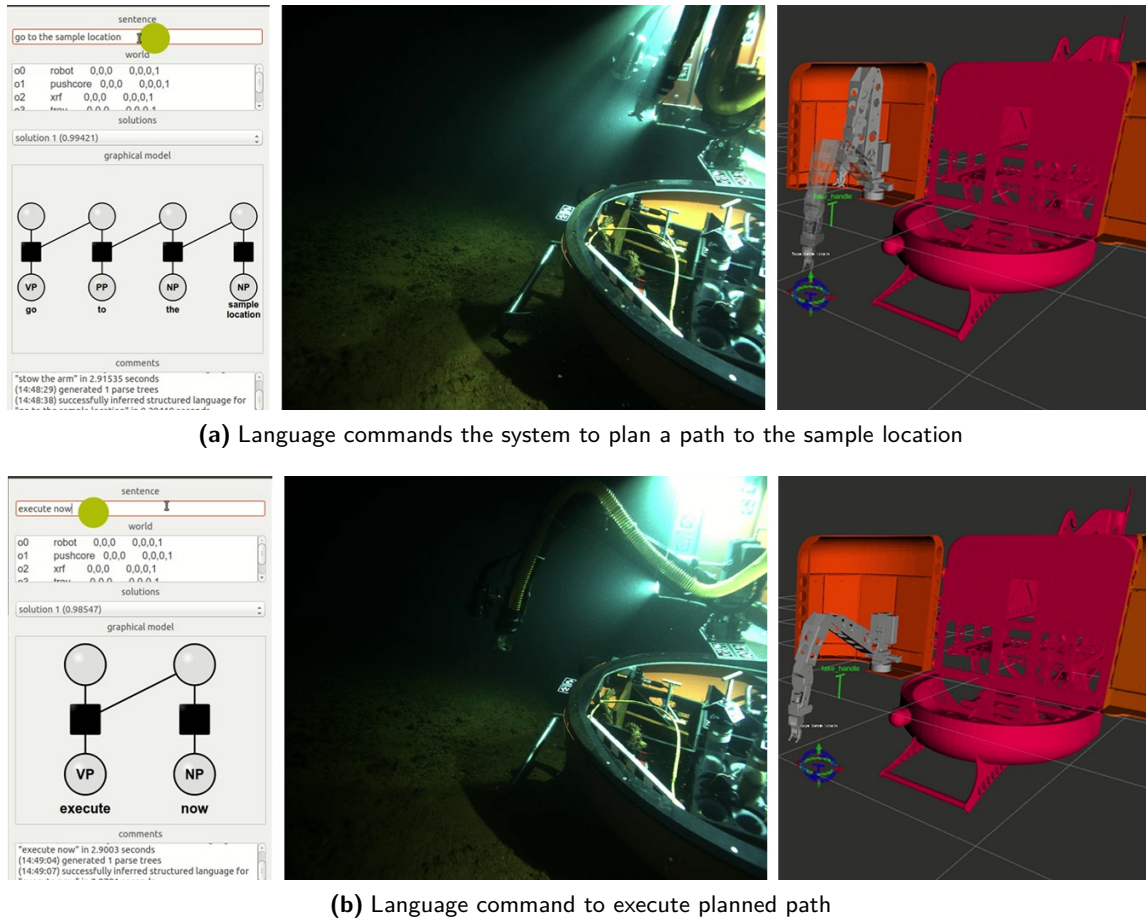 sentence
go to the sample location
world
o0 robot 0,0,0 0,0,0,1
o1 pushcore 0,0,0 0,0,0,1
o2 xrf 0,0,0 0,0,0,1
solutions
solution 1 (0.99421)
graphical model
VP PP NP NP
go to the sample location
comments
"stow the arm" in 2.91535 seconds
(14:48:29) generated 1 parse trees
(14:48:38) successfully inferred structured language for
take_handle
(a) Language commands the system to plan a path to the sample location
sentence
execute now
world
o0 robot 0,0,0 0,0,0,1
o1 pushcore 0,0,0 0,0,0,1
o2 xrf 0,0,0 0,0,0,1
solutions
solution 1 (0.98547)
graphical model
VP NP
execute now
comments
"execute now" in 2.9003 seconds
(14:49:04) generated 1 parse trees
(14:49:07) successfully inferred structured language for
take_handle
(b) Language command to execute planned path